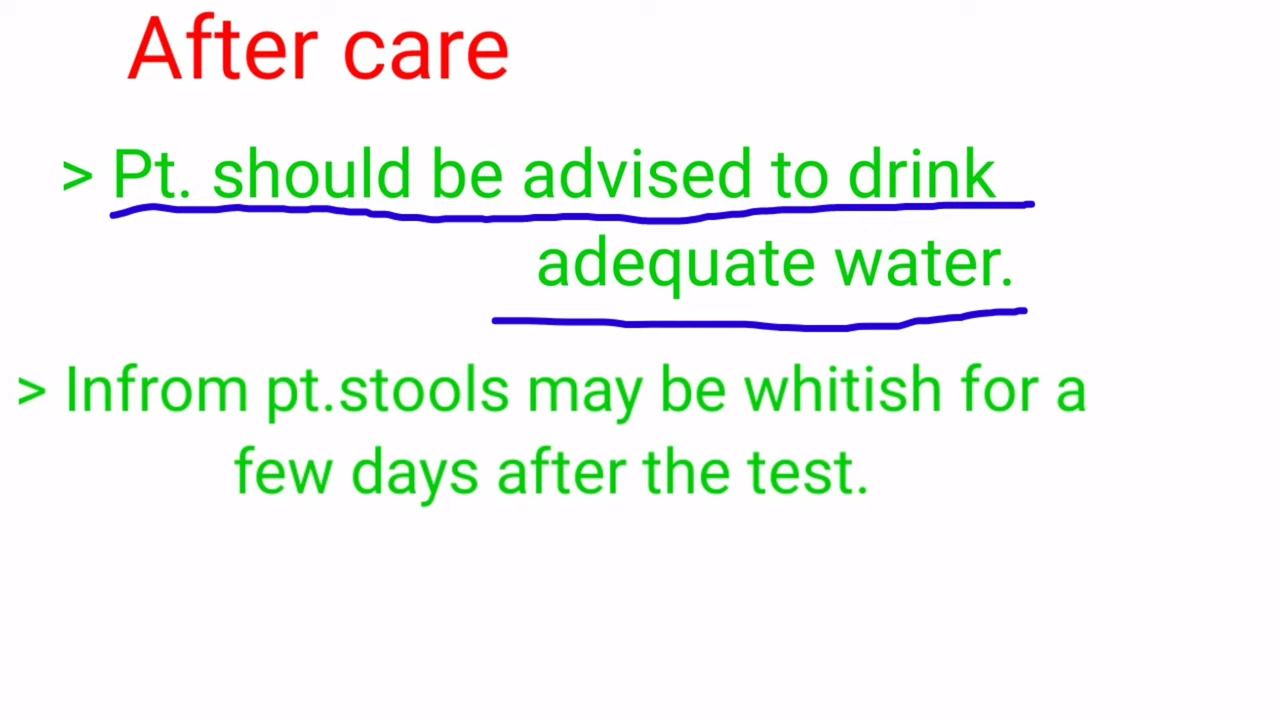 After care
> Pt. should be advised to drink
adequate water.
> Infrom pt.stools may be whitish for a
few days after the test.